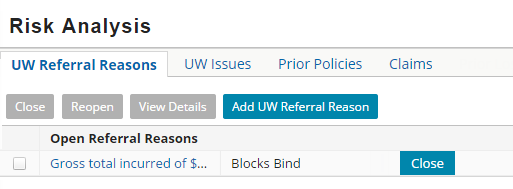 Risk Analysis
UW Referral Reasons UW Issues Prior Policies Claims
Close Reopen View Details Add UW Referral Reason
Open Referral Reasons
Gross total incurred of $... Blocks Bind Close